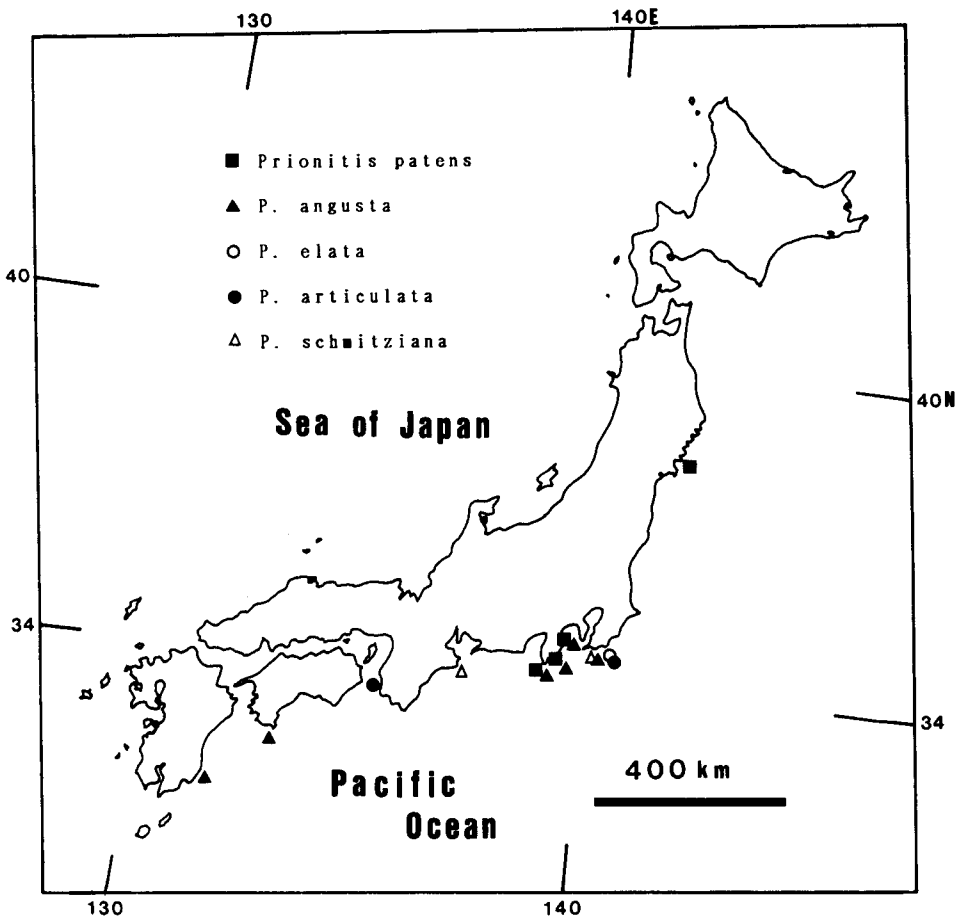 130
140E
Prionitis patens
P. angusta
P. elata
P. articulata
P. schmitziana
40
Sea of Japan
40N
34
34
400 km
Pacific
Ocean
130
140